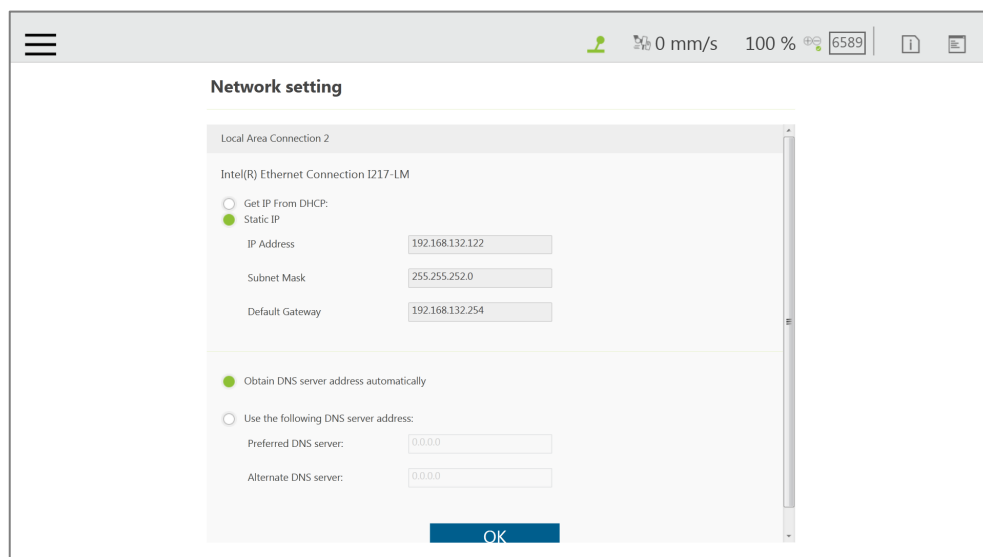 0 mm/s 100 % 6589
Network setting
Local Area Connection 2
Intel(R) Ethernet Connection I217-LM
Get IP From DHCP:
Static IP
IP Address 192.168.132.122
Subnet Mask 255.255.252.0
Default Gateway 192.168.132.254
Obtain DNS server address automatically
Use the following DNS server address:
Preferred DNS server: 0.0.0.0
Alternate DNS server: 0.0.0.0
OK